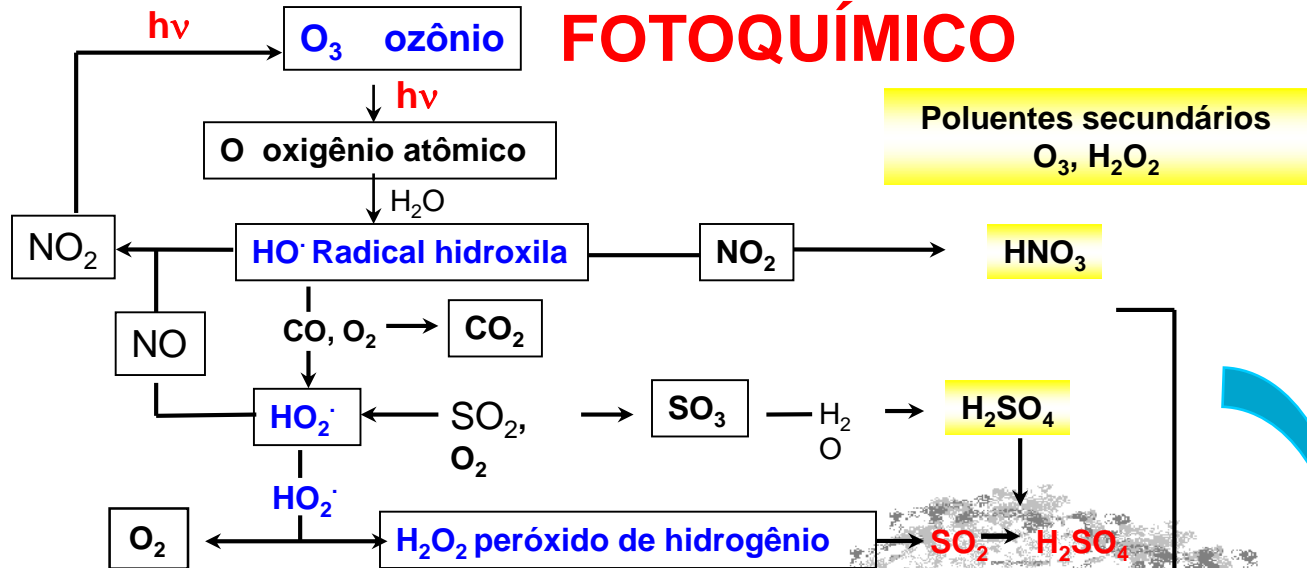 FOTOQUÍMICO
hν
O₃ ozônio
hν
Poluentes secundários
O₃, H₂O₂
O oxigênio atômico
H₂O
NO₂
HO· Radical hidroxila
NO₂
HNO₃
NO
CO, O₂
CO₂
HO₂·
SO₂,
O₂
SO₃
H₂
O
H₂SO₄
HO₂·
O₂
H₂O₂ peróxido de hidrogênio
SO₂
H₂SO₄